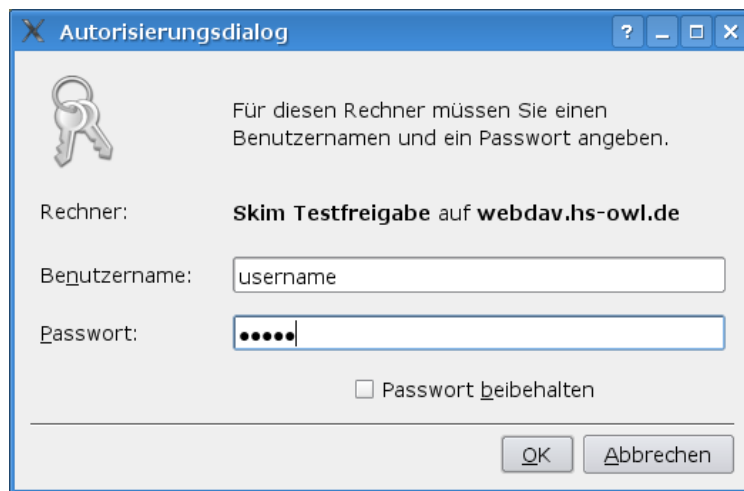 Autorisierungsdialog
Für diesen Rechner müssen Sie einen
Benutzernamen und ein Passwort angeben.
Rechner: Skim Testfreigabe auf webdav.hs-owl.de
Benutzername: username
Passwort: •••••
Passwort beibehalten
OK Abbrechen